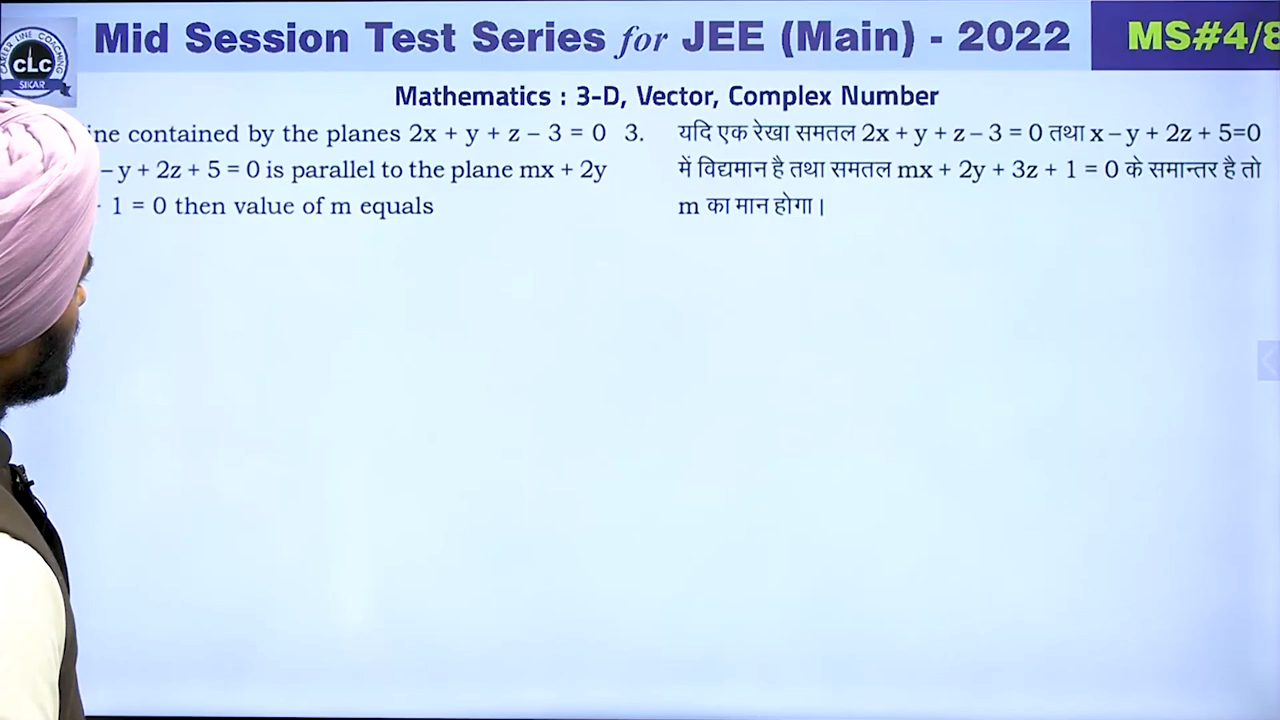 Mid Session Test Series for JEE (Main) - 2022
MS#4/8
CLC
SIKAR
Mathematics : 3-D, Vector, Complex Number
contained by the planes 2x + y + z – 3 = 0
– y + 2z + 5 = 0 is parallel to the plane mx + 2y
1 = 0 then value of m equals
3. यदि एक रेखा समतल 2x + y + z – 3 = 0 तथा x – y + 2z + 5=0
में विद्यमान है तथा समतल mx + 2y + 3z + 1 = 0 के समान्तर है तो
m का मान होगा।